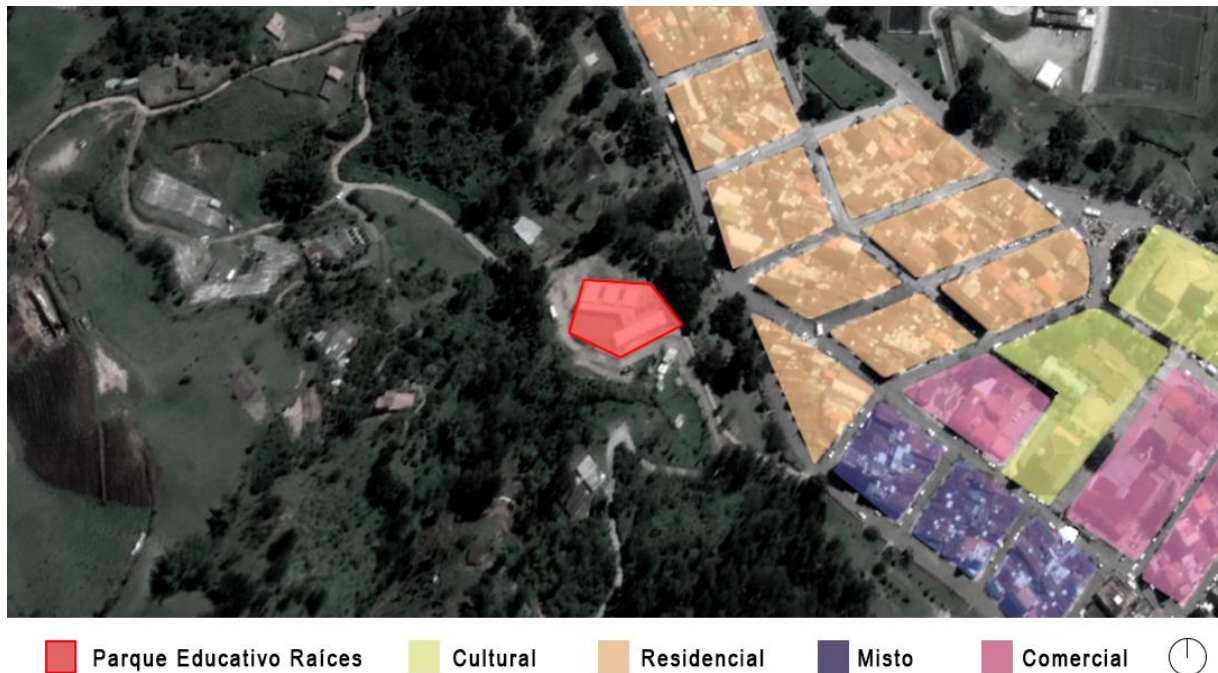 Parque Educativo Raíces
Cultural
Residencial
Misto
Comercial